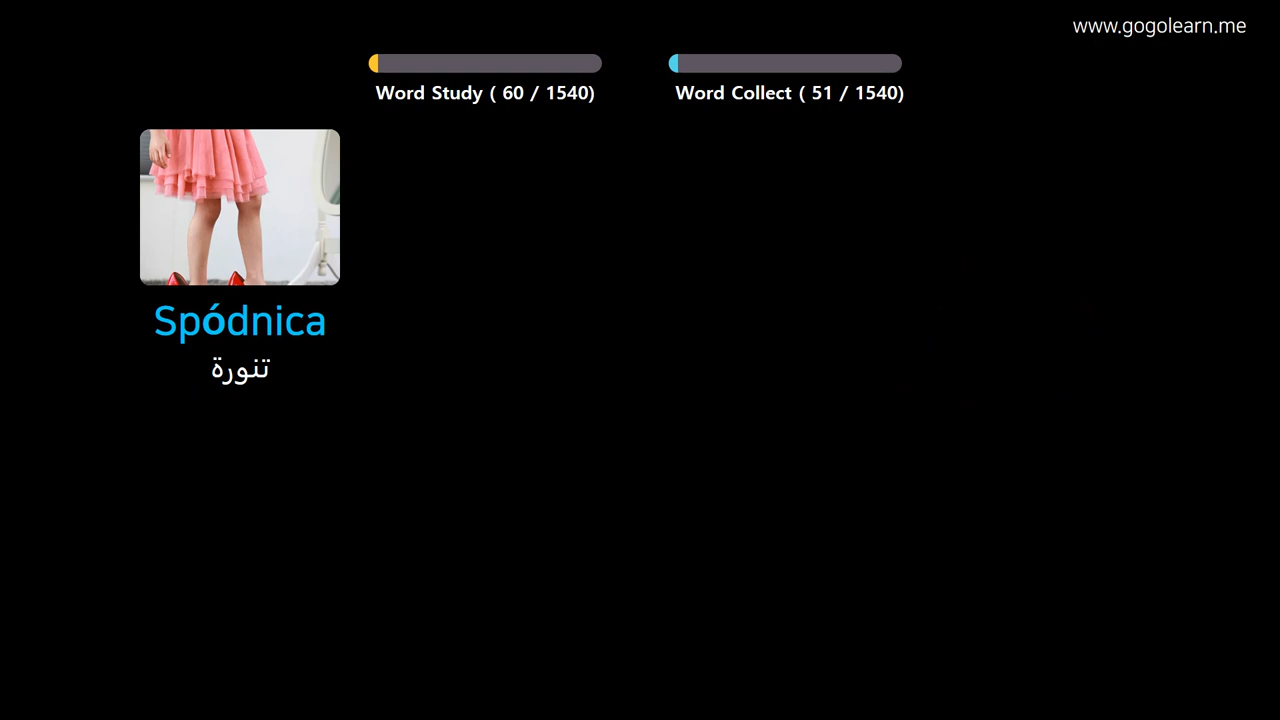 www.gogolearn.me
Word Study ( 60 / 1540)
Word Collect ( 51 / 1540)
Spódnica
تنورة